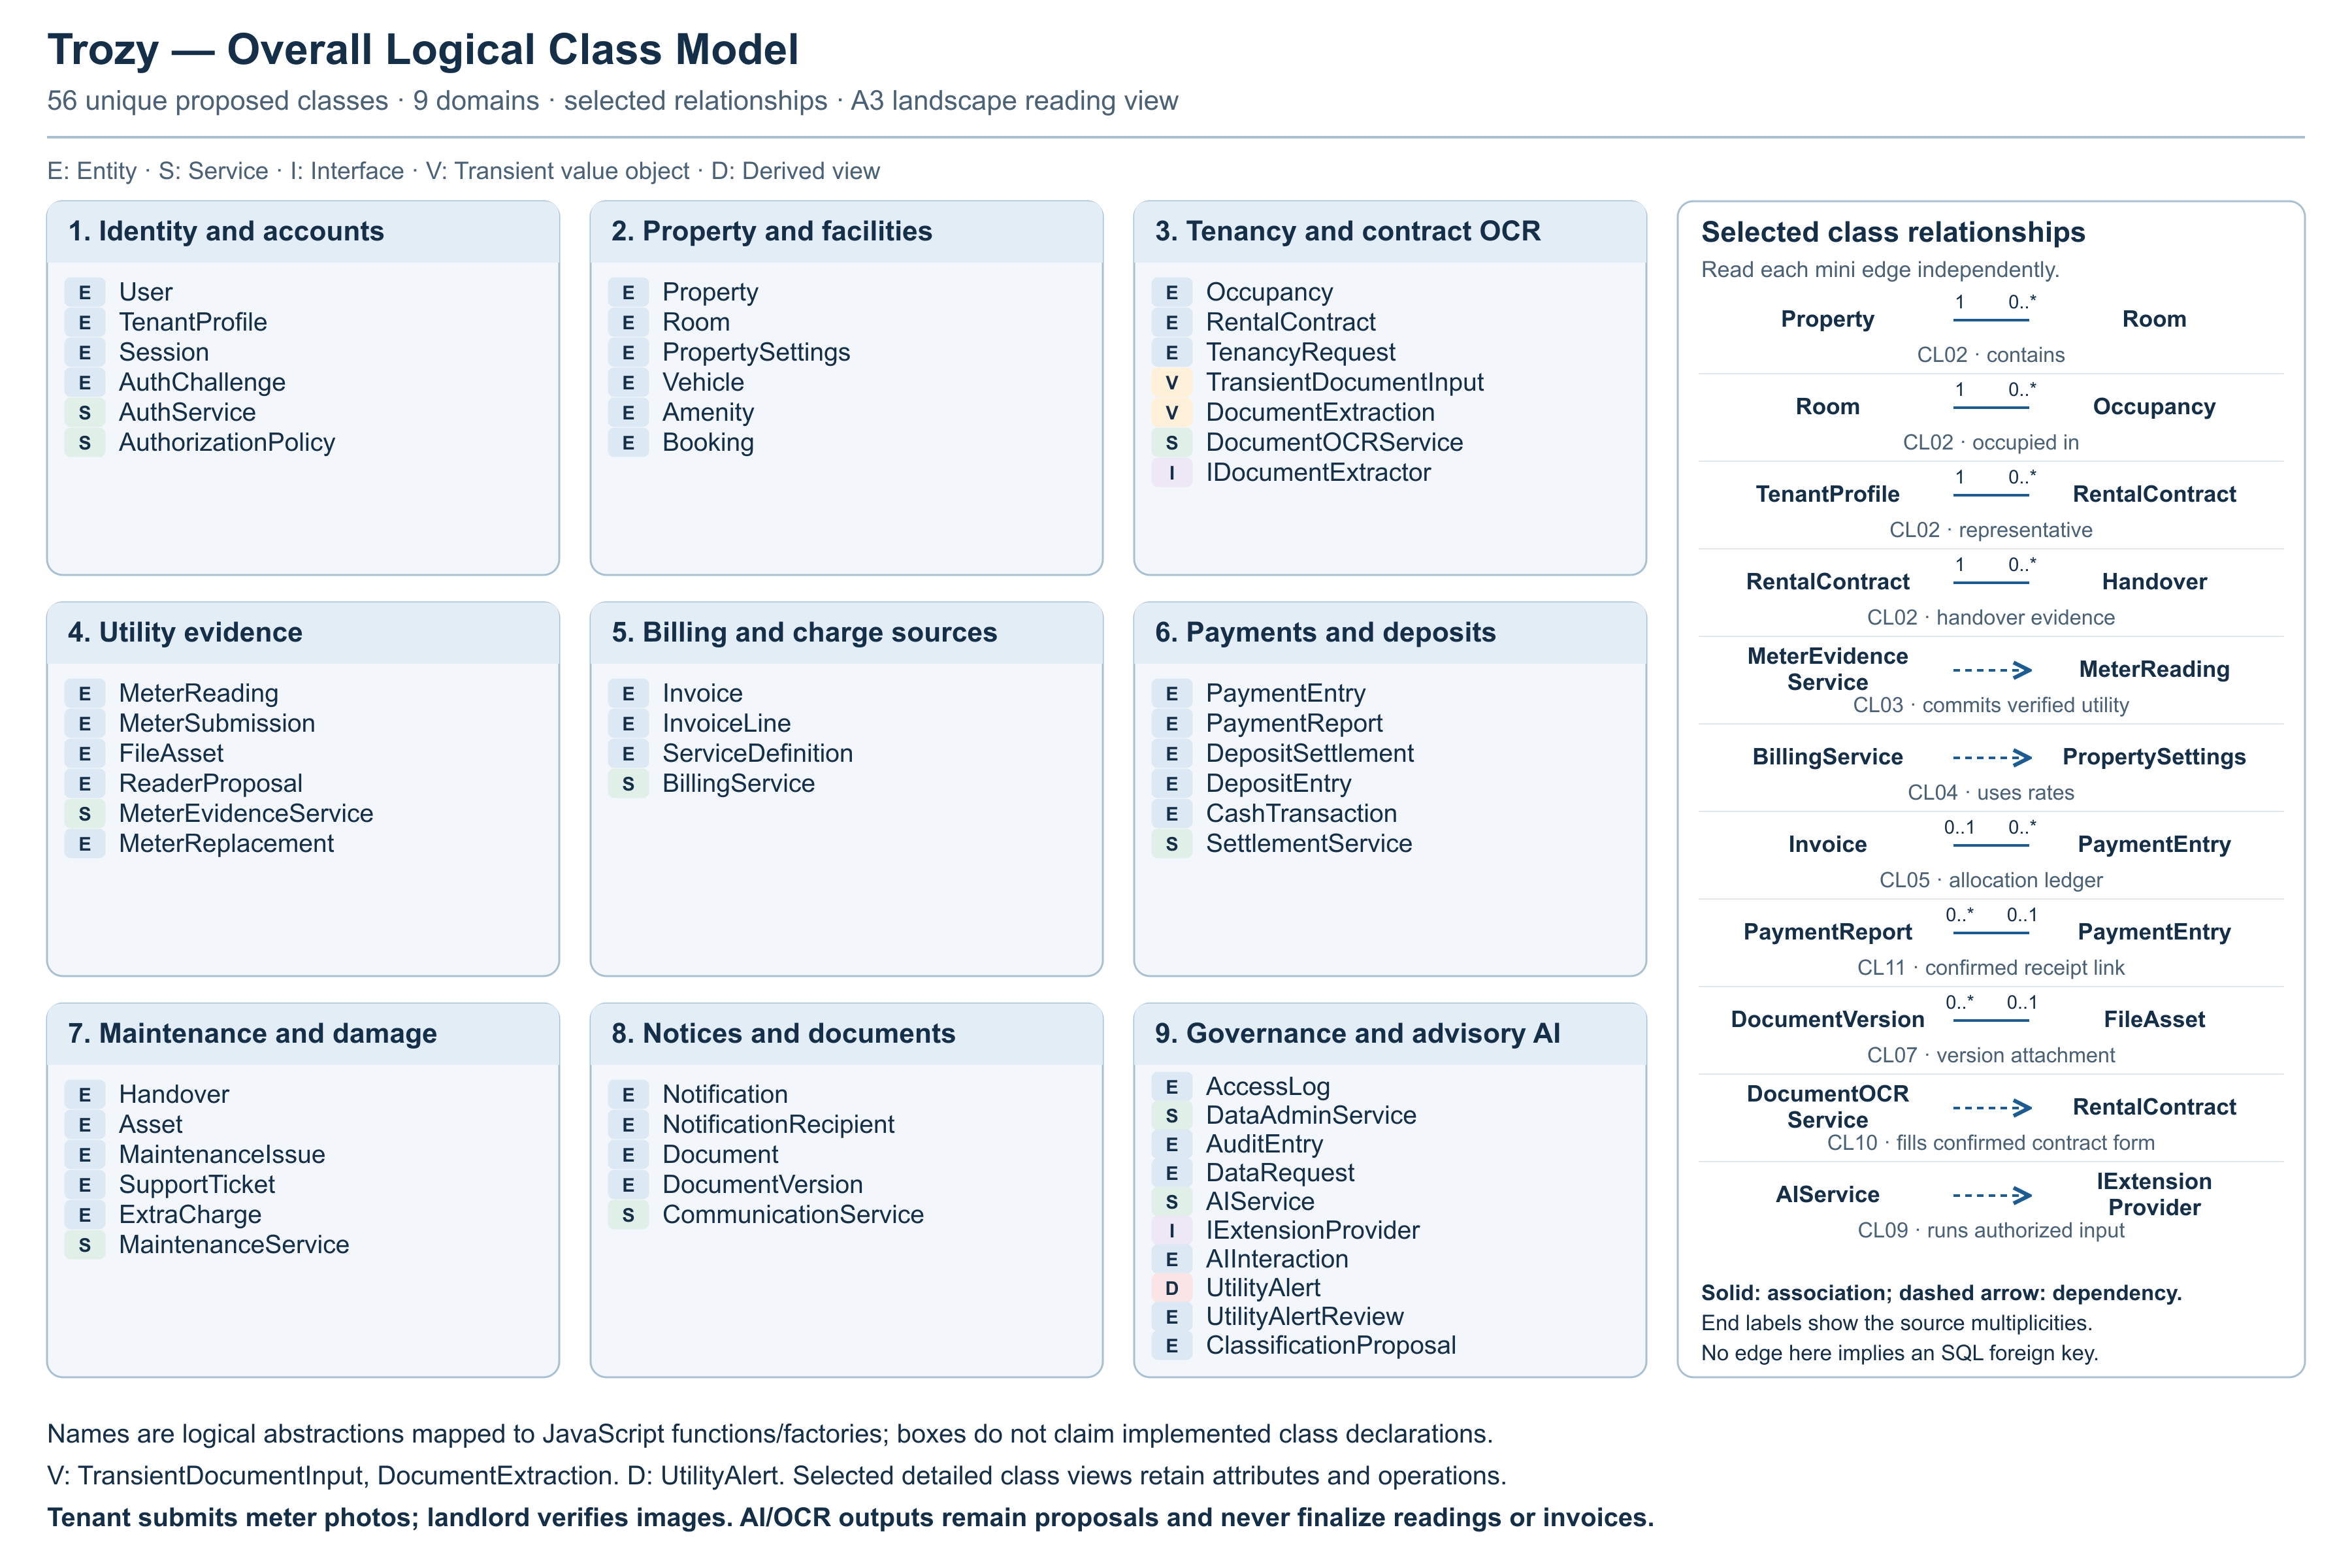 Trozy — Overall Logical Class Model
56 unique proposed classes · 9 domains · selected relationships · A3 landscape reading view
E: Entity · S: Service · I: Interface · V: Transient value object · D: Derived view
1. Identity and accounts
E User
E TenantProfile
E Session
E AuthChallenge
S AuthService
S AuthorizationPolicy
2. Property and facilities
E Property
E Room
E PropertySettings
E Vehicle
E Amenity
E Booking
3. Tenancy and contract OCR
E Occupancy
E RentalContract
E TenancyRequest
V TransientDocumentInput
V DocumentExtraction
S DocumentOCRService
I IDocumentExtractor
4. Utility evidence
E MeterReading
E MeterSubmission
E FileAsset
E ReaderProposal
S MeterEvidenceService
E MeterReplacement
5. Billing and charge sources
E Invoice
E InvoiceLine
E ServiceDefinition
S BillingService
6. Payments and deposits
E PaymentEntry
E PaymentReport
E DepositSettlement
E DepositEntry
E CashTransaction
S SettlementService
7. Maintenance and damage
E Handover
E Asset
E MaintenanceIssue
E SupportTicket
E ExtraCharge
S MaintenanceService
8. Notices and documents
E Notification
E NotificationRecipient
E Document
E DocumentVersion
S CommunicationService
9. Governance and advisory AI
E AccessLog
S DataAdminService
E AuditEntry
E DataRequest
S AIService
I IExtensionProvider
E AIInteraction
D UtilityAlert
E UtilityAlertReview
E ClassificationProposal
Selected class relationships
Read each mini edge independently.
1 0..*
Property Room
CL02 · contains
1 0..*
Room Occupancy
CL02 · occupied in
1 0..*
TenantProfile RentalContract
CL02 · representative
1 0..*
RentalContract Handover
CL02 · handover evidence
MeterEvidence
Service
MeterReading
CL03 · commits verified utility
BillingService PropertySettings
CL04 · uses rates
0..1 0..*
Invoice PaymentEntry
CL05 · allocation ledger
0..* 0..1
PaymentReport PaymentEntry
CL11 · confirmed receipt link
0..* 0..1
DocumentVersion FileAsset
CL07 · version attachment
DocumentOCR
Service
RentalContract
CL10 · fills confirmed contract form
AIService
IExtension
Provider
CL09 · runs authorized input
Solid: association; dashed arrow: dependency.
End labels show the source multiplicities.
No edge here implies an SQL foreign key.
Names are logical abstractions mapped to JavaScript functions/factories; boxes do not claim implemented class declarations.
V: TransientDocumentInput, DocumentExtraction. D: UtilityAlert. Selected detailed class views retain attributes and operations.
Tenant submits meter photos; landlord verifies images. AI/OCR outputs remain proposals and never finalize readings or invoices.